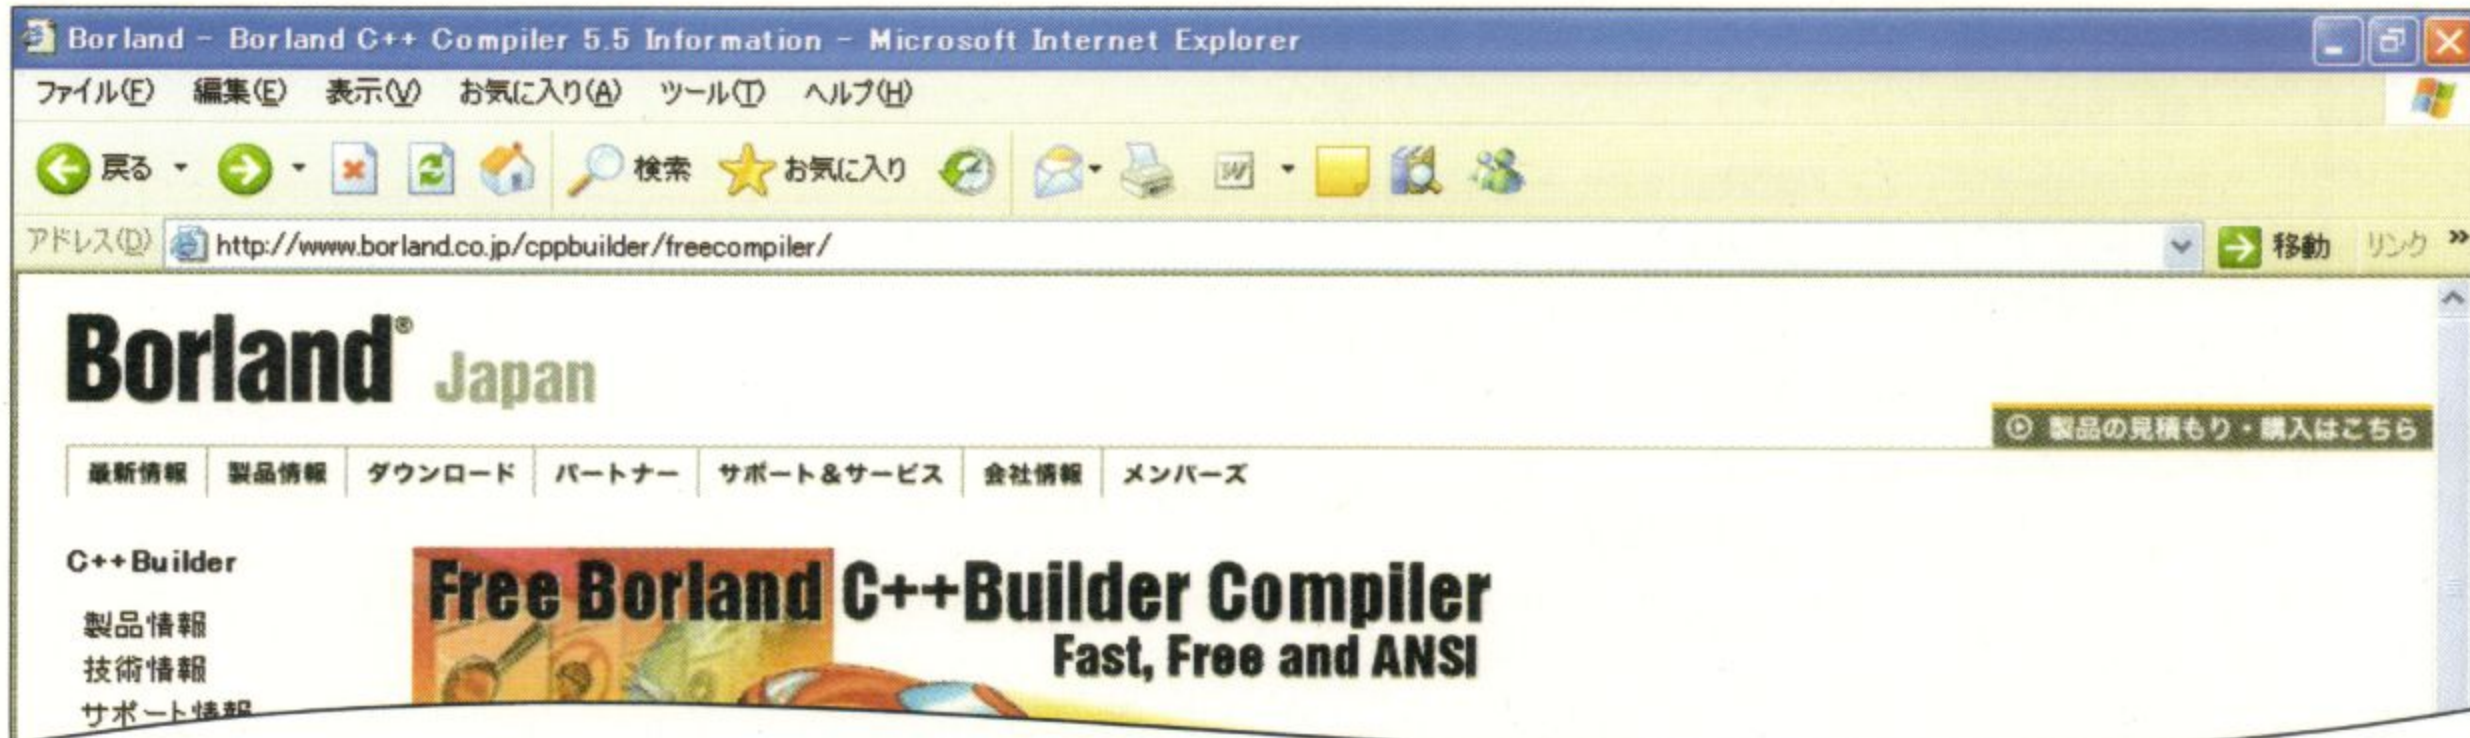 Borland - Borland C++ Compiler 5.5 Information - Microsoft Internet Explorer
ファイル(F) 編集(E) 表示(V) お気に入り(A) ツール(T) ヘルプ(H)
戻る 検索 お気に入り W
アドレス(D) http://www.borland.co.jp/cppbuilder/freecompiler/ 移動 リンク »
Borland® Japan
製品の見積もり・購入はこちら
最新情報 製品情報 ダウンロード パートナー サポート&サービス 会社情報 メンバーズ
C++Builder
Free Borland C++Builder Compiler
Fast, Free and ANSI
製品情報
技術情報
サポート情報